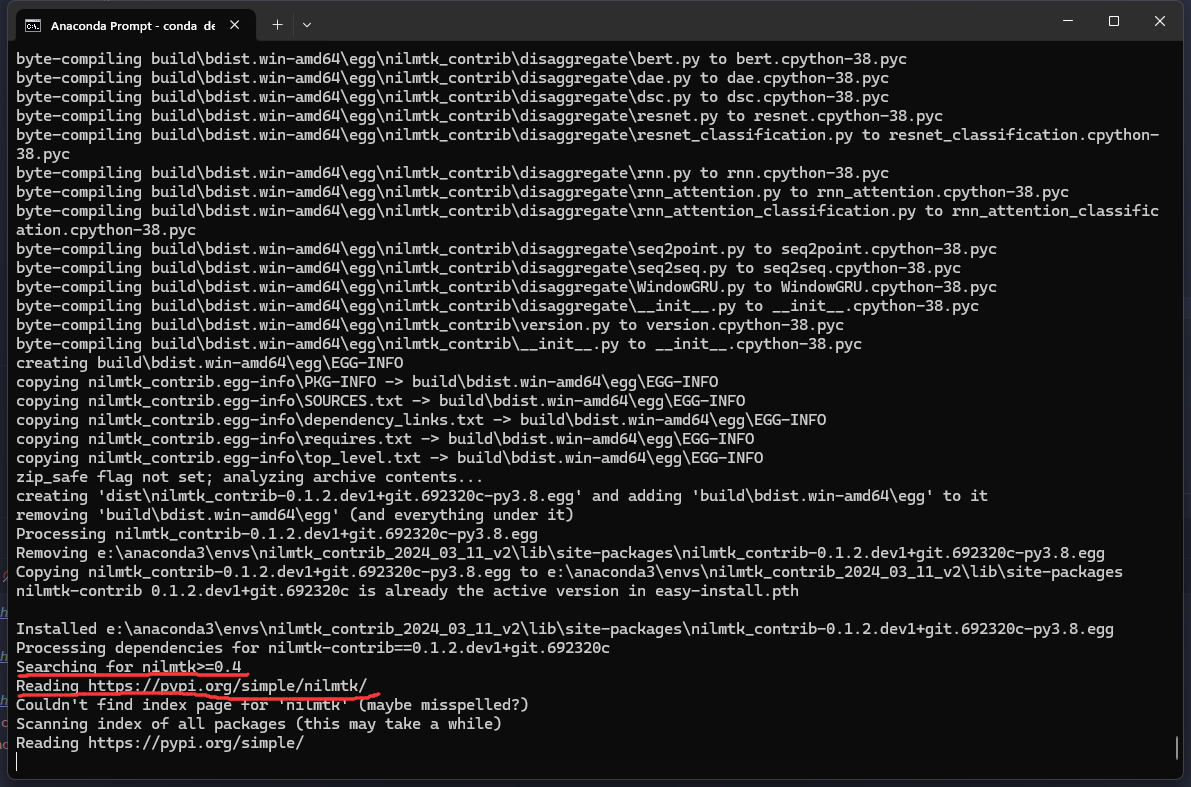 Anaconda Prompt - conda de
byte-compiling build\bdist.win-amd64\egg\nilmtk_contrib\disaggregate\bert.py to bert.cpython-38.pyc
byte-compiling build\bdist.win-amd64\egg\nilmtk_contrib\disaggregate\dae.py to dae.cpython-38.pyc
byte-compiling build\bdist.win-amd64\egg\nilmtk_contrib\disaggregate\dsc.py to dsc.cpython-38.pyc
byte-compiling build\bdist.win-amd64\egg\nilmtk_contrib\disaggregate\resnet.py to resnet.cpython-38.pyc
byte-compiling build\bdist.win-amd64\egg\nilmtk_contrib\disaggregate\resnet_classification.py to resnet_classification.cpython-
38.pyc
byte-compiling build\bdist.win-amd64\egg\nilmtk_contrib\disaggregate\rnn.py to rnn.cpython-38.pyc
byte-compiling build\bdist.win-amd64\egg\nilmtk_contrib\disaggregate\rnn_attention.py to rnn_attention.cpython-38.pyc
byte-compiling build\bdist.win-amd64\egg\nilmtk_contrib\disaggregate\rnn_attention_classification.py to rnn_attention_classific
ation.cpython-38.pyc
byte-compiling build\bdist.win-amd64\egg\nilmtk_contrib\disaggregate\seq2point.py to seq2point.cpython-38.pyc
byte-compiling build\bdist.win-amd64\egg\nilmtk_contrib\disaggregate\seq2seq.py to seq2seq.cpython-38.pyc
byte-compiling build\bdist.win-amd64\egg\nilmtk_contrib\disaggregate\WindowGRU.py to WindowGRU.cpython-38.pyc
byte-compiling build\bdist.win-amd64\egg\nilmtk_contrib\disaggregate\__init__.py to __init__.cpython-38.pyc
byte-compiling build\bdist.win-amd64\egg\nilmtk_contrib\version.py to version.cpython-38.pyc
byte-compiling build\bdist.win-amd64\egg\nilmtk_contrib\__init__.py to __init__.cpython-38.pyc
creating build\bdist.win-amd64\egg\EGG-INFO
copying nilmtk_contrib.egg-info\PKG-INFO -> build\bdist.win-amd64\egg\EGG-INFO
copying nilmtk_contrib.egg-info\SOURCES.txt -> build\bdist.win-amd64\egg\EGG-INFO
copying nilmtk_contrib.egg-info\dependency_links.txt -> build\bdist.win-amd64\egg\EGG-INFO
copying nilmtk_contrib.egg-info\requires.txt -> build\bdist.win-amd64\egg\EGG-INFO
copying nilmtk_contrib.egg-info\top_level.txt -> build\bdist.win-amd64\egg\EGG-INFO
zip_safe flag not set; analyzing archive contents...
creating 'dist\nilmtk_contrib-0.1.2.dev1+git.692320c-py3.8.egg' and adding 'build\bdist.win-amd64\egg' to it
removing 'build\bdist.win-amd64\egg' (and everything under it)
Processing nilmtk_contrib-0.1.2.dev1+git.692320c-py3.8.egg
Removing e:\anaconda3\envs\nilmtk_contrib_2024_03_11_v2\lib\site-packages\nilmtk_contrib-0.1.2.dev1+git.692320c-py3.8.egg
Copying nilmtk_contrib-0.1.2.dev1+git.692320c-py3.8.egg to e:\anaconda3\envs\nilmtk_contrib_2024_03_11_v2\lib\site-packages
nilmtk-contrib 0.1.2.dev1+git.692320c is already the active version in easy-install.pth
Installed e:\anaconda3\envs\nilmtk_contrib_2024_03_11_v2\lib\site-packages\nilmtk_contrib-0.1.2.dev1+git.692320c-py3.8.egg
Processing dependencies for nilmtk-contrib==0.1.2.dev1+git.692320c
Searching for nilmtk>=0.4
Reading https://pypi.org/simple/nilmtk/
Couldn't find index page for 'nilmtk' (maybe misspelled?)
Scanning index of all packages (this may take a while)
Reading https://pypi.org/simple/